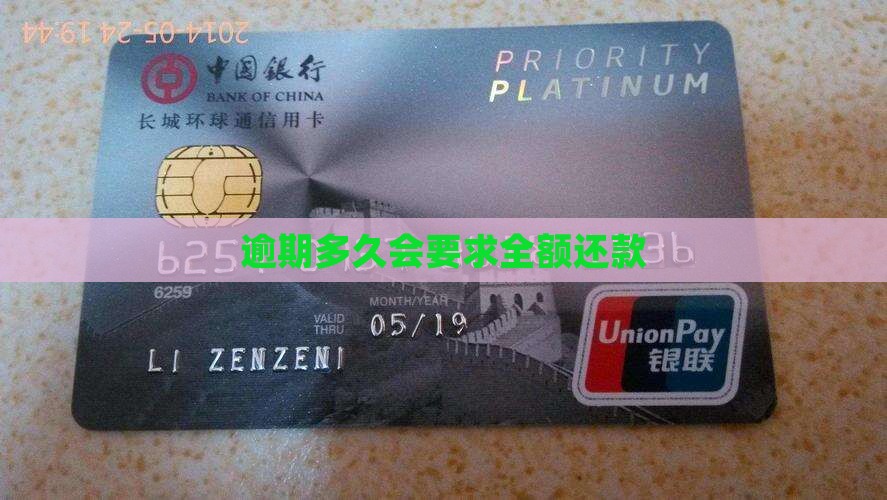 2014-05-24 19:44
中国銀行
BANK OF CHINA
长城环球通信用卡
PRIORITY
PLATINUM
逾期多久会要求全额还款
6259
MONTH/YEAR
VALID THRU
05/19
LI ZENZENI
UnionPay
银联